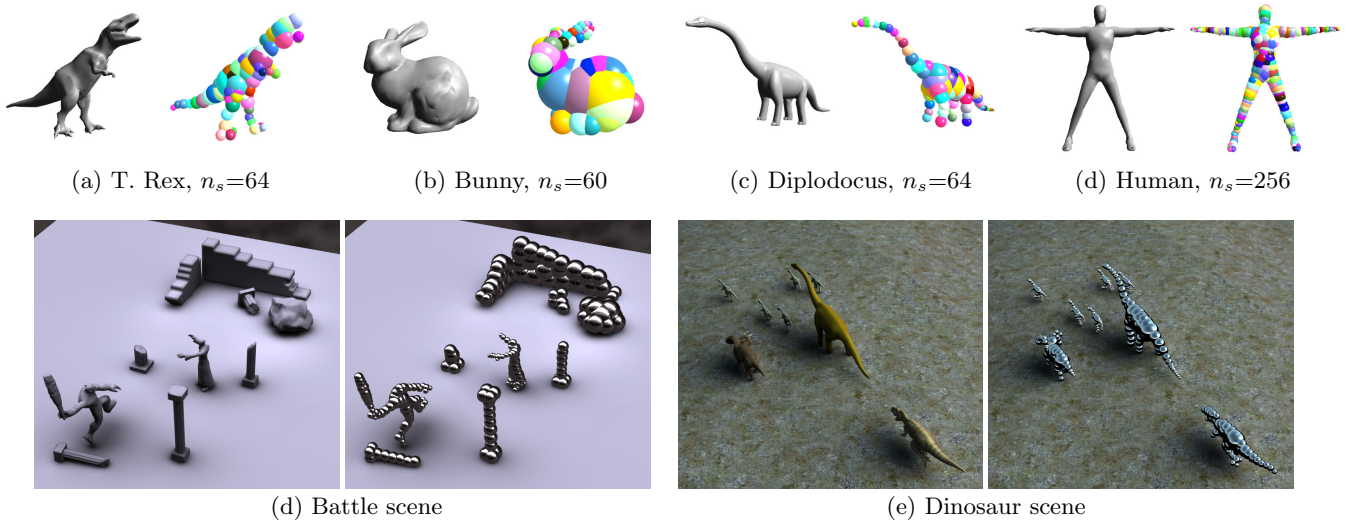 (a) T. Rex, n_s=64
(b) Bunny, n_s=60
(c) Diplodocus, n_s=64
(d) Human, n_s=256
(d) Battle scene
(e) Dinosaur scene